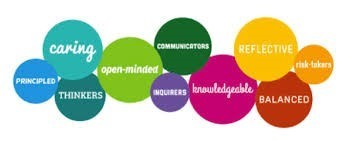 caring
PRINCIPLED
THINKERS
open-minded
COMMUNICATORS
INQUIRERS
knowledgeable
REFLECTIVE
BALANCED
risk-takers